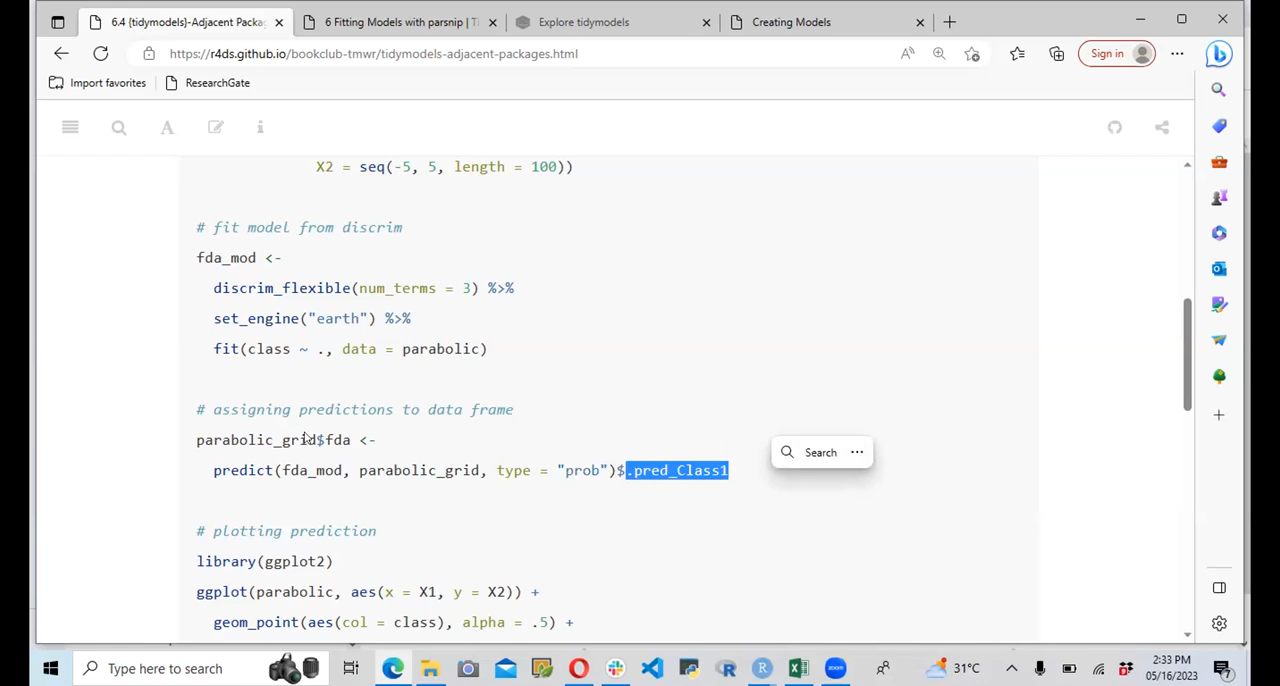 6.4 {tidymodels}-Adjacent Packa
6 Fitting Models with parsnip | Ti
Explore tidymodels
Creating Models
https://r4ds.github.io/bookclub-tmwr/tidymodels-adjacent-packages.html
Sign in
Import favorites
ResearchGate
X2 = seq(-5, 5, length = 100))
# fit model from discrim
fda_mod <-
discrim_flexible(num_terms = 3) %>%
set_engine("earth") %>%
fit(class ~ ., data = parabolic)
# assigning predictions to data frame
parabolic_grid$fda <-
predict(fda_mod, parabolic_grid, type = "prob")$.pred_Class1
Search
# plotting prediction
library(ggplot2)
ggplot(parabolic, aes(x = X1, y = X2)) +
geom_point(aes(col = class), alpha = .5) +
Type here to search
31°C
2:33 PM
05/16/2023
7